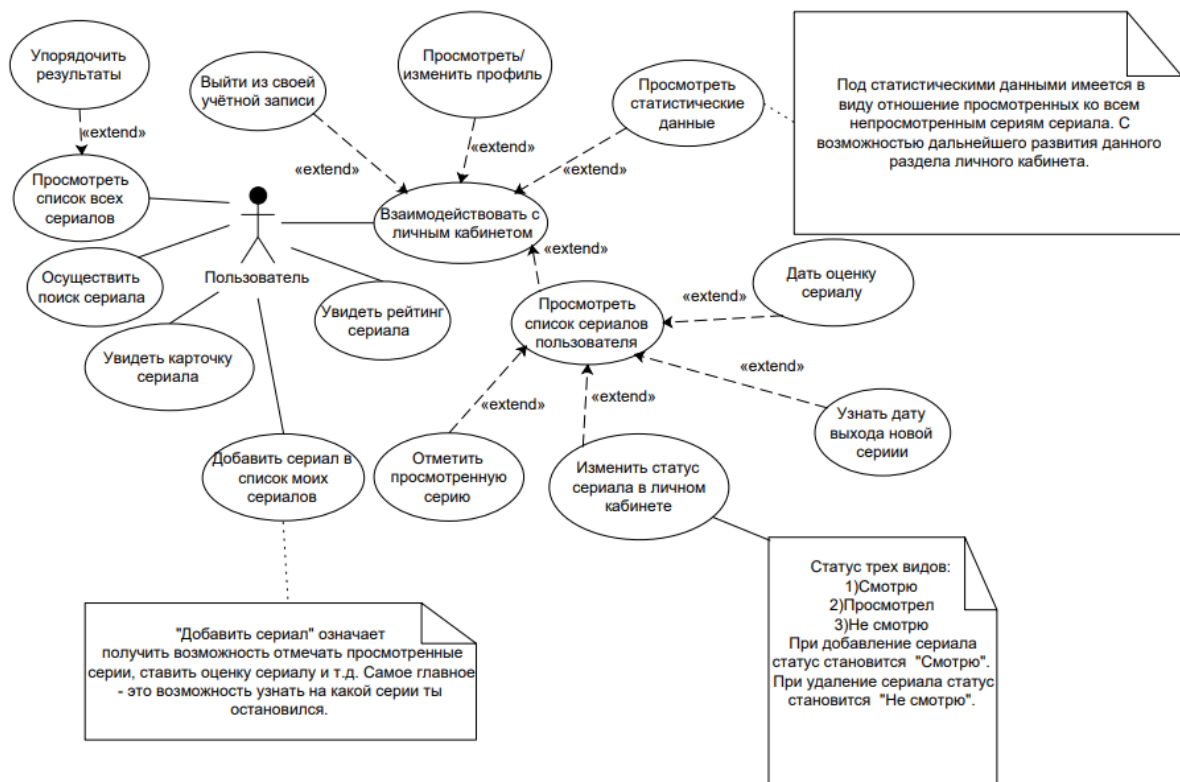 Упорядочить
результаты
Выйти из своей
учётной записи
Просмотреть/
изменить профиль
Просмотреть
статистические
данные
Под статистическими данными имеется в
виду отношение просмотренных ко всем
непросмотренным сериям сериала. С
возможностью дальнейшего развития данного
раздела личного кабинета.
«extend»
«extend»
«extend»
«extend»
Просмотреть
список всех
сериалов
Взаимодействовать с
личным кабинетом
Пользователь
Осуществить
поиск сериала
«extend»
Увидеть рейтинг
сериала
Просмотреть
список сериалов
пользователя
«extend»
Дать оценку
сериалу
Увидеть карточку
сериала
«extend»
«extend»
«extend»
Узнать дату
выхода новой
сериии
Добавить сериал в
список моих
сериалов
Отметить
просмотренную
серию
Изменить статус
сериала в личном
кабинете
Статус трех видов:
1)Смотрю
2)Просмотрел
3)Не смотрю
При добавление сериала
статус становится "Смотрю".
При удаление сериала статус
становится "Не смотрю".
"Добавить сериал" означает
получить возможность отмечать просмотренные
серии, ставить оценку сериалу и т.д. Самое главное
- это возможность узнать на какой серии ты
остановился.